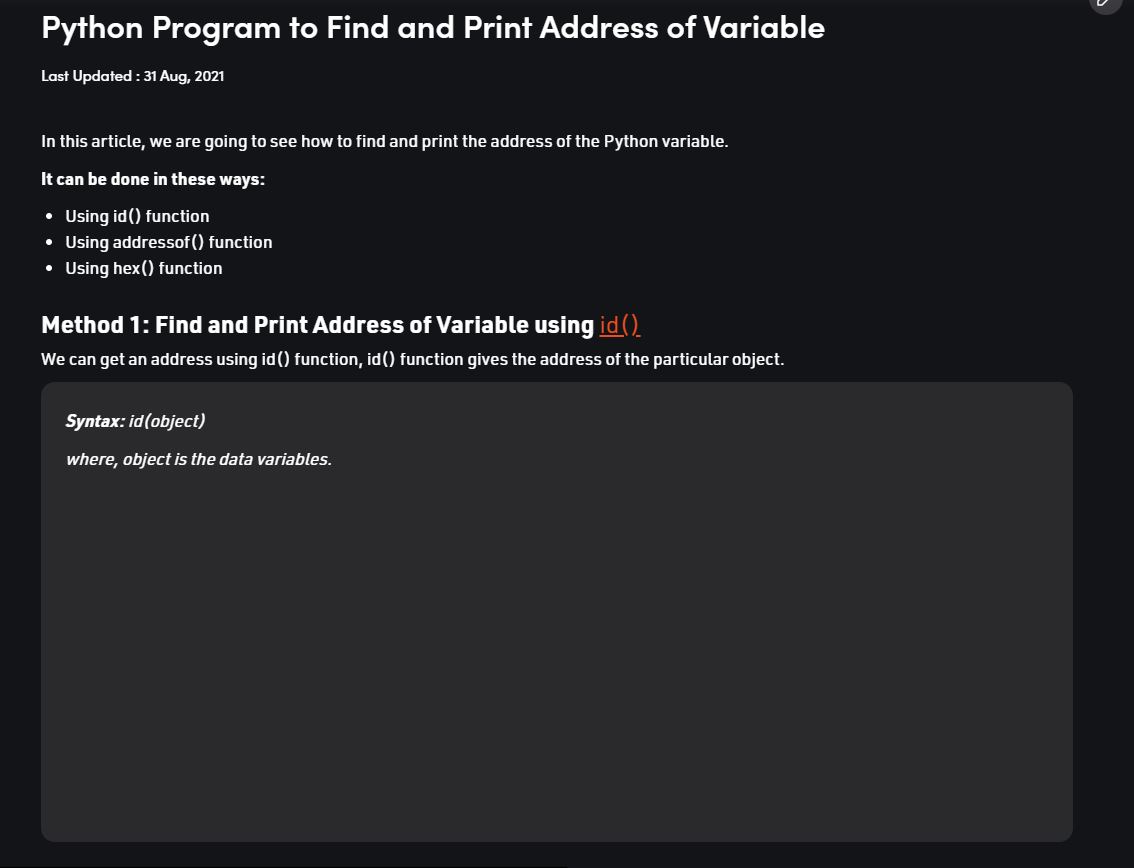 Python Program to Find and Print Address of Variable
Last Updated : 31 Aug, 2021
In this article, we are going to see how to find and print the address of the Python variable.
It can be done in these ways:
• Using id() function
• Using addressof() function
• Using hex() function
Method 1: Find and Print Address of Variable using id()
We can get an address using id() function, id() function gives the address of the particular object.
Syntax: id(object)
where, object is the data variables.